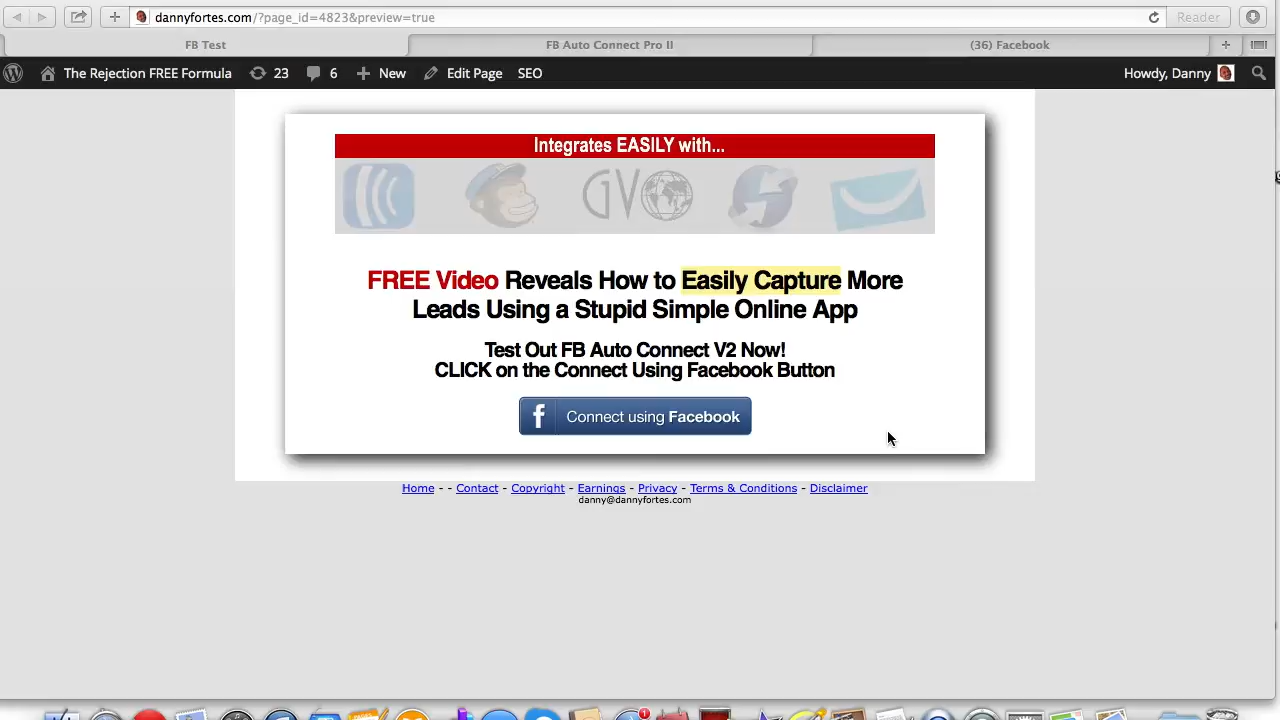 dannyfortes.com/?page_id=4823&preview=true
Reader
FB Test
FB Auto Connect Pro II
(36) Facebook
The Rejection FREE Formula
23
6
New
Edit Page
SEO
Howdy, Danny
Integrates EASILY with...
GVO
FREE Video Reveals How to Easily Capture More
Leads Using a Stupid Simple Online App
Test Out FB Auto Connect V2 Now!
CLICK on the Connect Using Facebook Button
f Connect using Facebook
Home - - Contact - Copyright - Earnings - Privacy - Terms & Conditions - Disclaimer
danny@dannyfortes.com
1